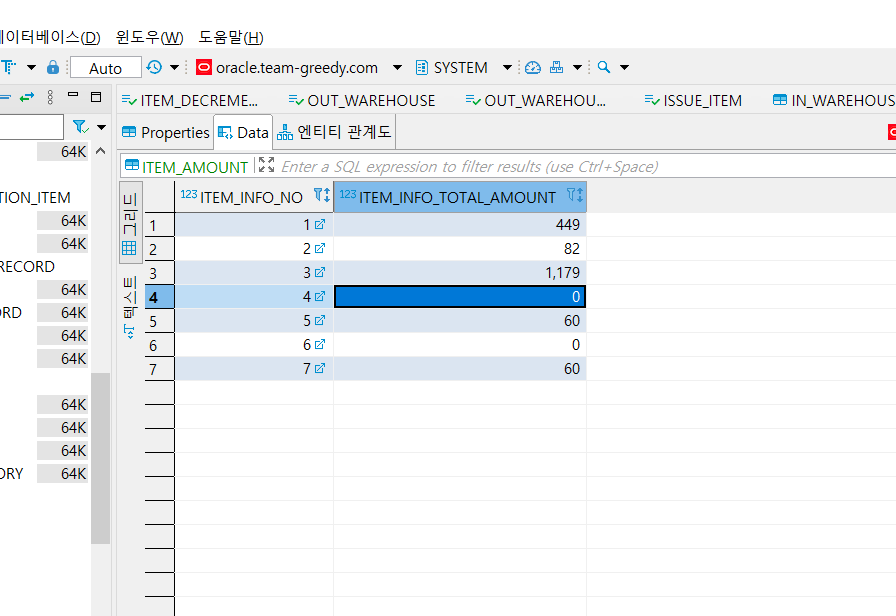 이터베이스(D) 윈도우(W) 도움말(H)
T Auto oracle.team-greedy.com SYSTEM
ITEM_DECREME... OUT_WAREHOUSE OUT_WAREHOU... ISSUE_ITEM IN_WAREHOUS
Properties Data 엔티티 관계도
ITEM_AMOUNT Enter a SQL expression to filter results (use Ctrl+Space)
64K
TION_ITEM
64K
64K
RECORD
64K
ORD 64K
64K
64K
64K
64K
64K
ORY 64K
그리드
텍스트
123 ITEM_INFO_NO 123 ITEM_INFO_TOTAL_AMOUNT
1 1 449
2 2 82
3 3 1,179
4 4 0
5 5 60
6 6 0
7 7 60